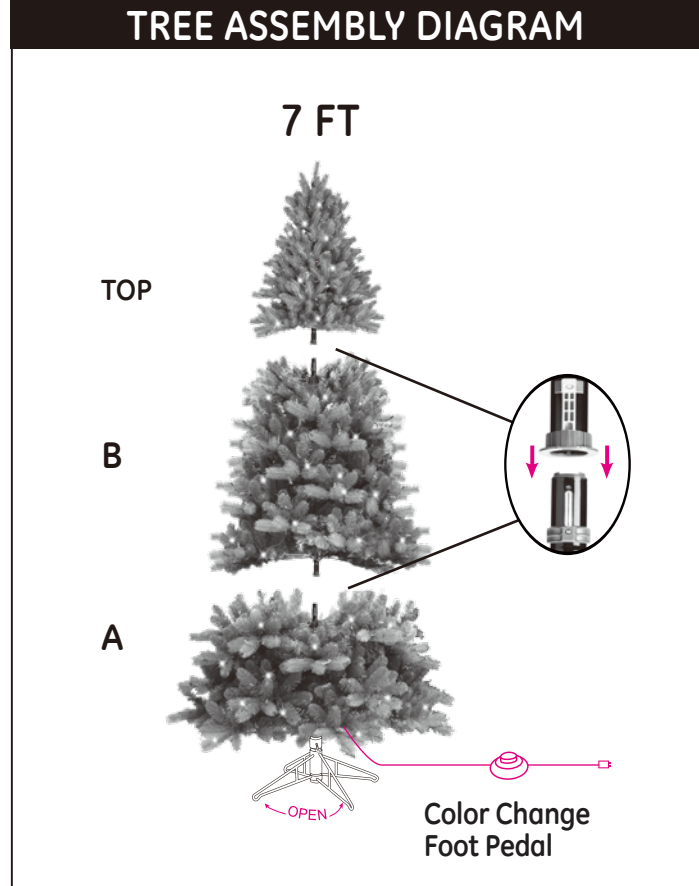 TREE ASSEMBLY DIAGRAM
7 FT
TOP
B
A
OPEN
Color Change
Foot Pedal